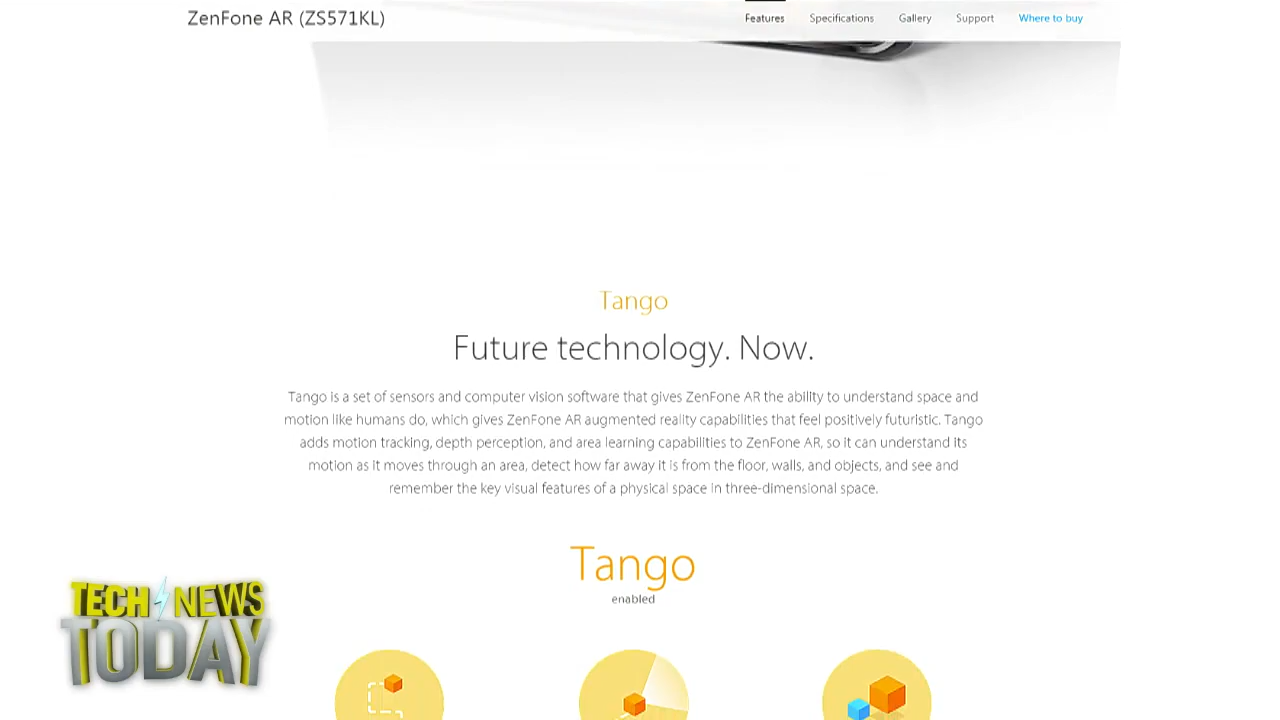 ZenFone AR (ZS571KL)
Features Specifications Gallery Support Where to buy
Tango
Future technology. Now.
Tango is a set of sensors and computer vision software that gives ZenFone AR the ability to understand space and
motion like humans do, which gives ZenFone AR augmented reality capabilities that feel positively futuristic. Tango
adds motion tracking, depth perception, and area learning capabilities to ZenFone AR, so it can understand its
motion as it moves through an area, detect how far away it is from the floor, walls, and objects, and see and
remember the key visual features of a physical space in three-dimensional space.
Tango
enabled
TECH NEWS
TODAY